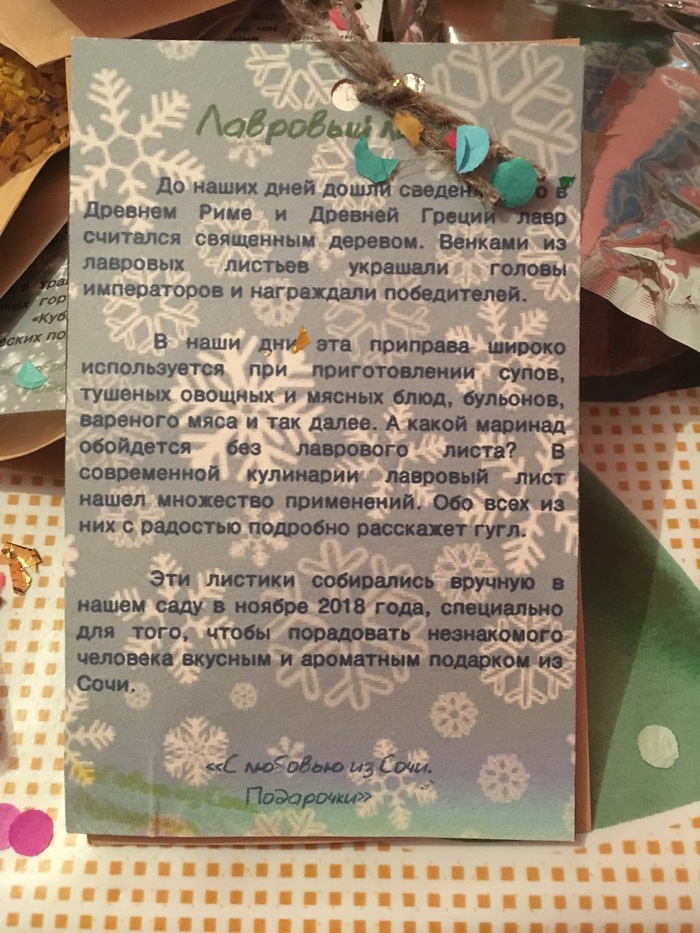 Лавровый
До наших дней дошли сведен о в
Древнем Риме и Древней Греции лавр
считался священным деревом. Венками из
лавровых листьев украшали головы
императоров и награждали победителей.
В наши дни эта приправа широко
используется при приготовлении супов,
тушеных овощных и мясных блюд, бульонов,
вареного мяса и так далее. А какой маринад
обойдется без лаврового листа? В
современной кулинарии лавровый лист
нашел множество применений. Обо всех из
них с радостью подробно расскажет гугл.
Эти листики собирались вручную в
нашем саду в ноябре 2018 года, специально
для того, чтобы порадовать незнакомого
человека вкусным и ароматным подарком из
Сочи.
«С любовью из Сочи.
Подарочки»